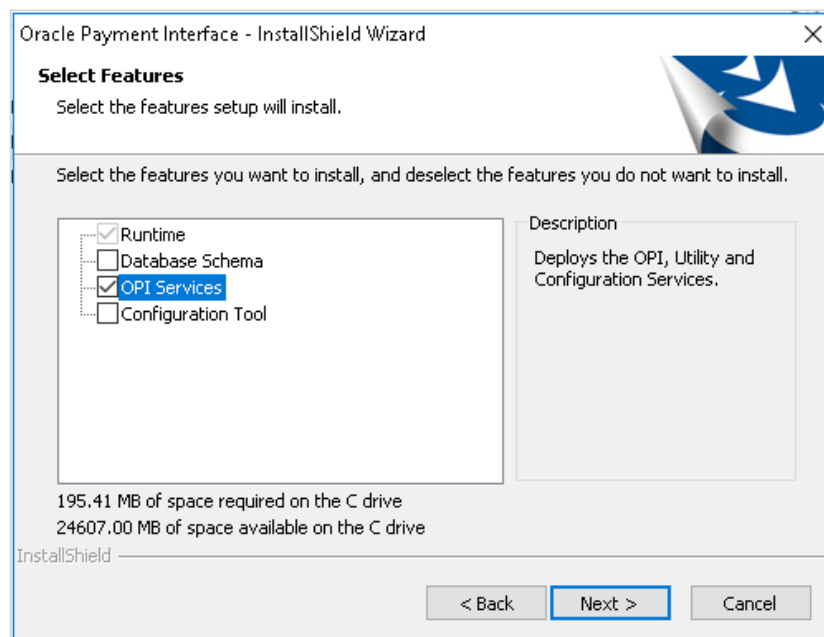 Oracle Payment Interface - InstallShield Wizard
Select Features
Select the features setup will install.
Select the features you want to install, and deselect the features you do not want to install.
Runtime
Database Schema
OPI Services
Configuration Tool
Description
Deploys the OPI, Utility and
Configuration Services.
195.41 MB of space required on the C drive
24607.00 MB of space available on the C drive
InstallShield
< Back
Next >
Cancel